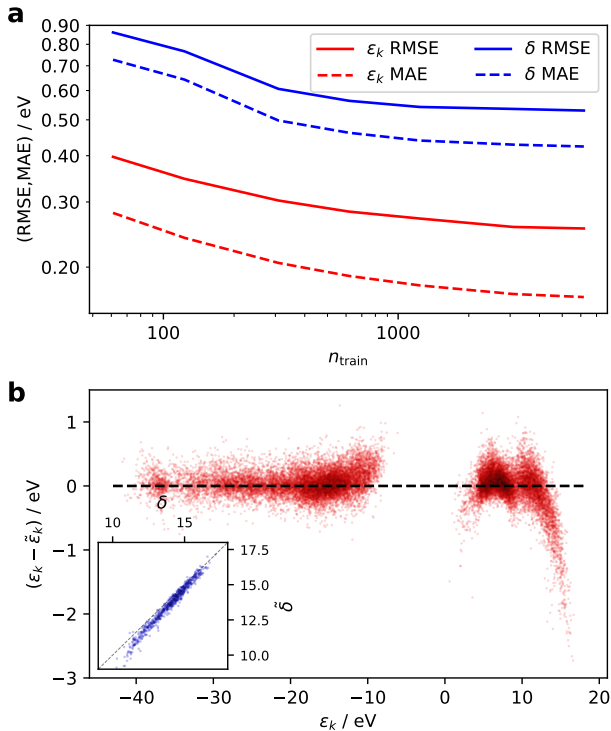 a
0.90
0.80
0.70
0.60
0.50
0.40
0.30
0.20
(RMSE,MAE) / eV
ε_k RMSE
ε_k MAE
δ RMSE
δ MAE
100
1000
n_train
b
1
0
−1
−2
−3
(ε_k − ε̃_k) / eV
δ
10
15
17.5
15.0
12.5
10.0
δ̃
−40
−30
−20
−10
0
10
20
ε_k / eV